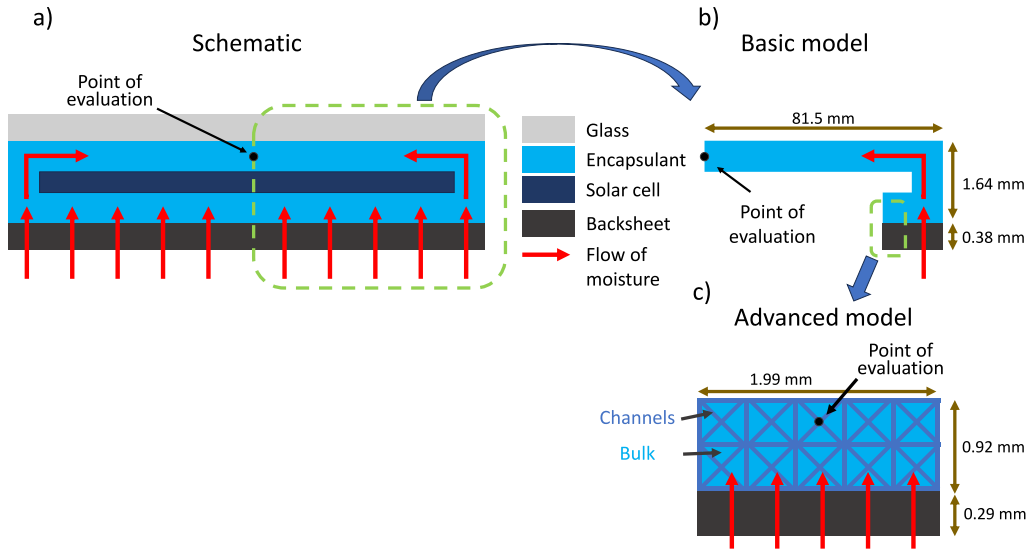 a)
Schematic
Point of
evaluation
Glass
Encapsulant
Solar cell
Backsheet
Flow of
moisture
b)
Basic model
81.5 mm
1.64 mm
0.38 mm
Point of
evaluation
c)
Advanced model
Point of
evaluation
1.99 mm
Channels
Bulk
0.92 mm
0.29 mm